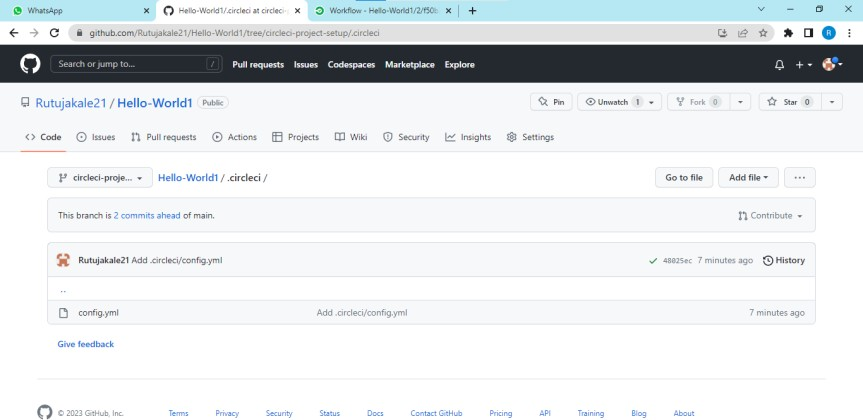 WhatsApp
Hello-World1/.circleci at circleci-
Workflow - Hello-World1/2/f50b
github.com/Rutujakale21/Hello-World1/tree/circleci-project-setup/.circleci
R
Search or jump to... /
Pull requests Issues Codespaces Marketplace Explore
Rutujakale21 / Hello-World1 Public
Pin Unwatch 1 Fork 0 Star 0
Code Issues Pull requests Actions Projects Wiki Security Insights Settings
circleci-proje... Hello-World1 / .circleci /
Go to file Add file ...
This branch is 2 commits ahead of main. Contribute
Rutujakale21 Add .circleci/config.yml 48025ec 7 minutes ago History
..
config.yml Add .circleci/config.yml 7 minutes ago
Give feedback
© 2023 GitHub, Inc. Terms Privacy Security Status Docs Contact GitHub Pricing API Training Blog About